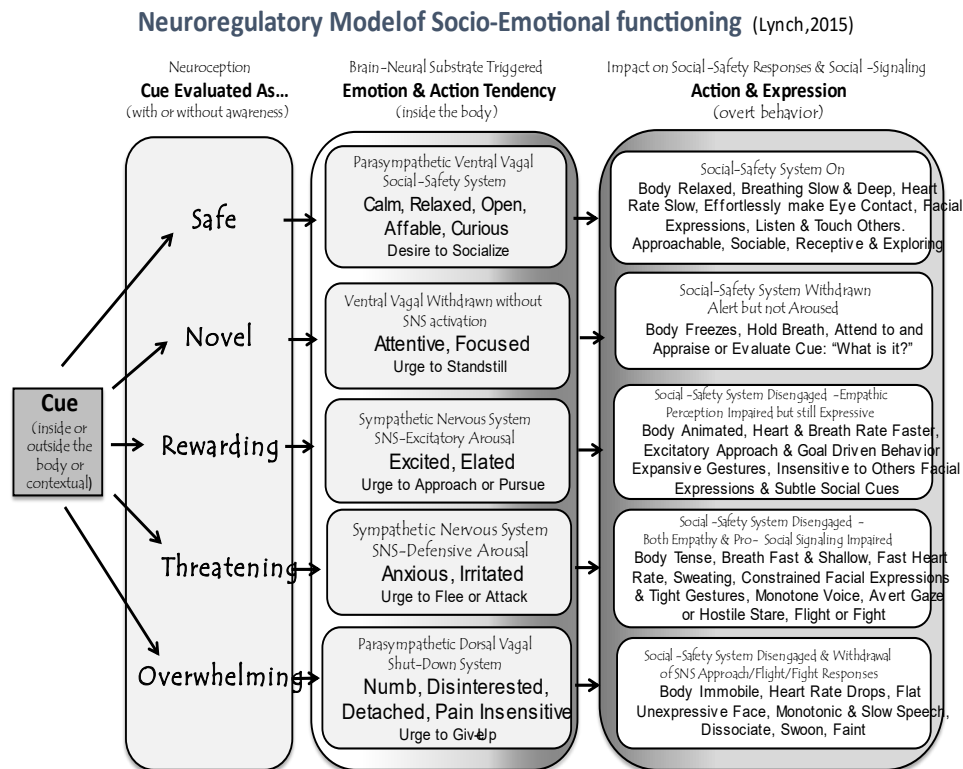 Neuroregulatory Modelof Socio-Emotional functioning (Lynch,2015)
Neuroception
Cue Evaluated As...
(with or without awareness)
Brain-Neural Substrate Triggered
Emotion & Action Tendency
(inside the body)
Impact on Social-Safety Responses & Social-Signaling
Action & Expression
(overt behavior)
Cue
(inside or
outside the
body or
contextual)
Safe
Parasympathetic Ventral Vagal
Social-Safety System
Calm, Relaxed, Open,
Affable, Curious
Desire to Socialize
Social-Safety System On
Body Relaxed, Breathing Slow & Deep, Heart
Rate Slow, Effortlessly make Eye Contact, Facial
Expressions, Listen & Touch Others.
Approachable, Sociable, Receptive & Exploring
Novel
Ventral Vagal Withdrawn without
SNS activation
Attentive, Focused
Urge to Standstill
Social-Safety System Withdrawn
Alert but not Aroused
Body Freezes, Hold Breath, Attend to and
Appraise or Evaluate Cue: “What is it?”
Rewarding
Sympathetic Nervous System
SNS-Excitatory Arousal
Excited, Elated
Urge to Approach or Pursue
Social -Safety System Disengaged -Empathic
Perception Impaired but still Expressive
Body Animated, Heart & Breath Rate Faster,
Excitatory Approach & Goal Driven Behavior
Expansive Gestures, Insensitive to Others Facial
Expressions & Subtle Social Cues
Threatening
Sympathetic Nervous System
SNS-Defensive Arousal
Anxious, Irritated
Urge to Flee or Attack
Social -Safety System Disengaged -
Both Empathy & Pro- Social Signaling Impaired
Body Tense, Breath Fast & Shallow, Fast Heart
Rate, Sweating, Constrained Facial Expressions
& Tight Gestures, Monotone Voice, Avert Gaze
or Hostile Stare, Flight or Fight
Overwhelming
Parasympathetic Dorsal Vagal
Shut-Down System
Numb, Disinterested,
Detached, Pain Insensitive
Urge to Give-Up
Social -Safety System Disengaged & Withdrawal
of SNS Approach/Flight/Fight Responses
Body Immobile, Heart Rate Drops, Flat
Unexpressive Face, Monotonic & Slow Speech,
Dissociate, Swoon, Faint